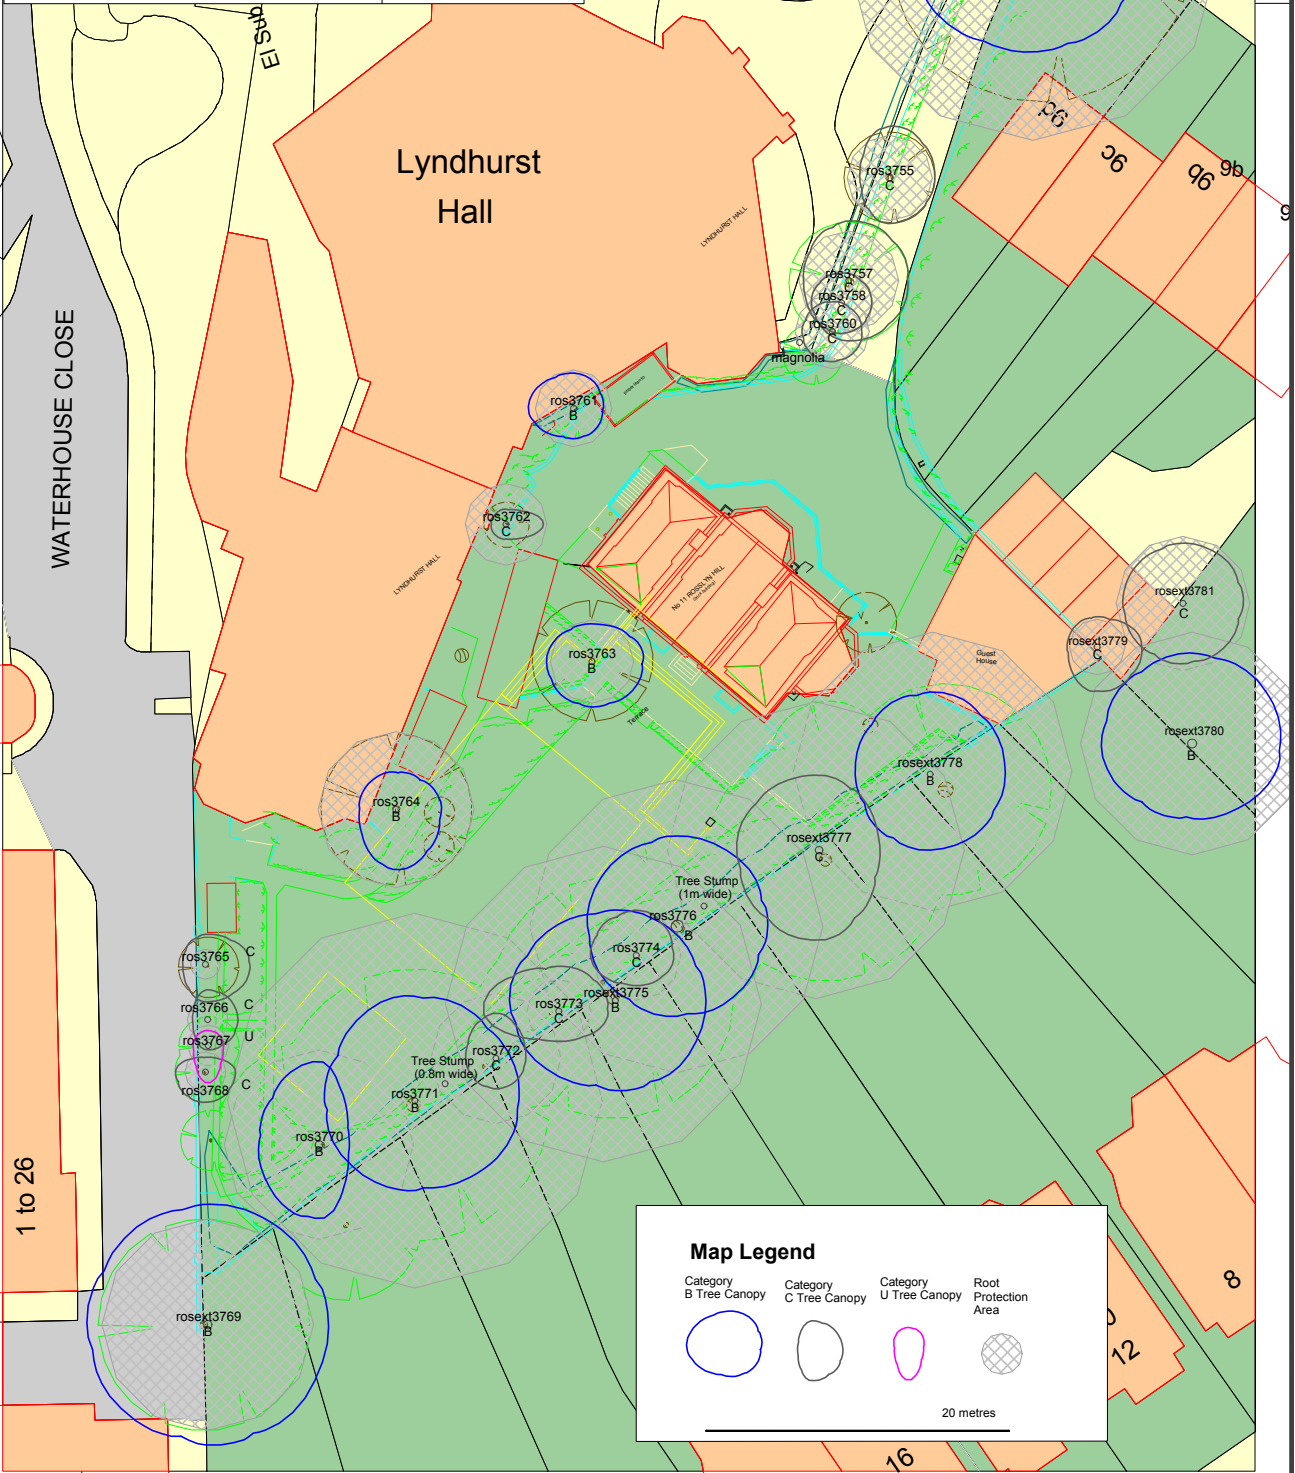 El Sub
Lyndhurst
Hall
LYNDHURST HALL
WATERHOUSE CLOSE
ros3755
C
9d
9c
9b
9b
9
ros3757
C
ros3758
C
ros3760
C
magnolia
ros3761
B
ros3762
C
LYNDHURST HALL
No 11 ROSSLYN HILL
ros3763
B
Terrace
Guest
House
rosext3781
C
rosext3779
C
rosext3780
B
rosext3778
B
ros3764
B
rosext3777
C
Tree Stump
(1m wide)
ros3776
B
ros3774
C
rosext3775
B
ros3773
C
ros3765
C
ros3766
C
ros3767
U
ros3768
C
ros3772
C
Tree Stump
(0.8m wide)
ros3771
B
ros3770
B
rosext3769
B
1 to 26
8
12
16
Map Legend
Category
B Tree Canopy
Category
C Tree Canopy
Category
U Tree Canopy
Root
Protection
Area
20 metres